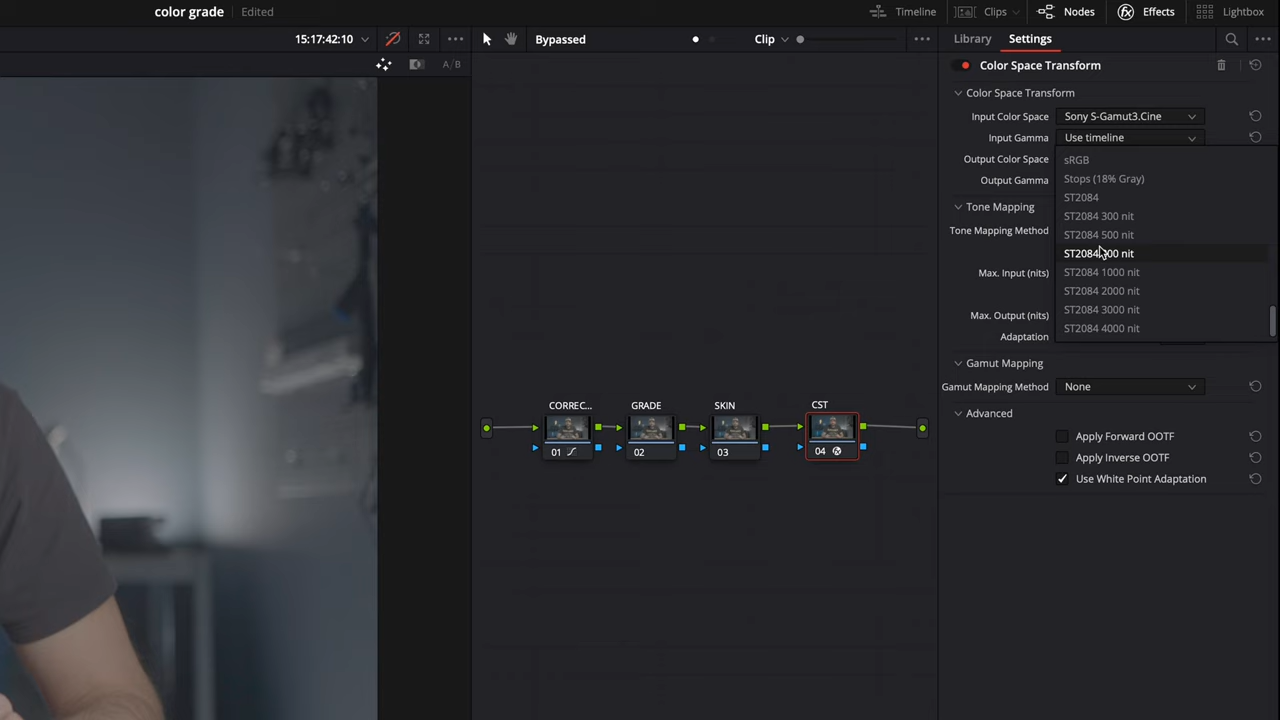 color grade Edited
Timeline Clips Nodes Effects Lightbox
15:17:42:10 Bypassed Clip Library Settings
A/B
Color Space Transform
Color Space Transform
Input Color Space Sony S-Gamut3.Cine
Input Gamma Use timeline
Output Color Space
sRGB
Output Gamma
Stops (18% Gray)
ST2084
Tone Mapping
ST2084 300 nit
Tone Mapping Method
ST2084 500 nit
ST2084 00 nit
Max. Input (nits)
ST2084 1000 nit
ST2084 2000 nit
Max. Output (nits)
ST2084 3000 nit
Adaptation
ST2084 4000 nit
Gamut Mapping
Gamut Mapping Method None
Advanced
Apply Forward OOTF
Apply Inverse OOTF
Use White Point Adaptation
CORREC... GRADE SKIN CST
01 02 03 04